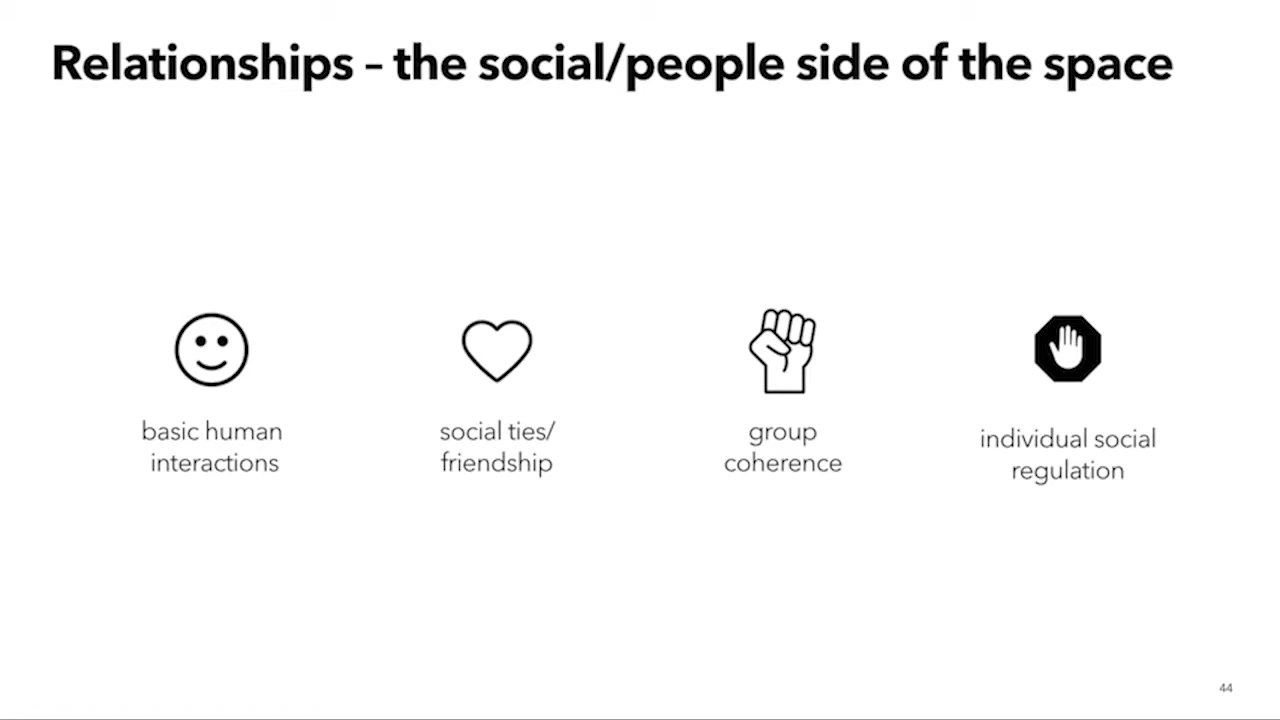 Relationships – the social/people side of the space
basic human
interactions
social ties/
friendship
group
coherence
individual social
regulation
44